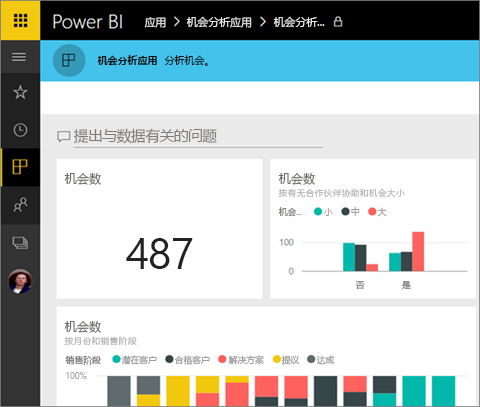 Power BI 应用 机会分析应用 机会分析...
机会分析应用 分析机会。
提出与数据有关的问题
机会数
487
机会数
按有无合作伙伴协助和机会大小
机会... 小 中 大
100
0
否 是
机会数
按月份和销售阶段
销售阶段 潜在客户 合格客户 解决方案 提议 达成
100%